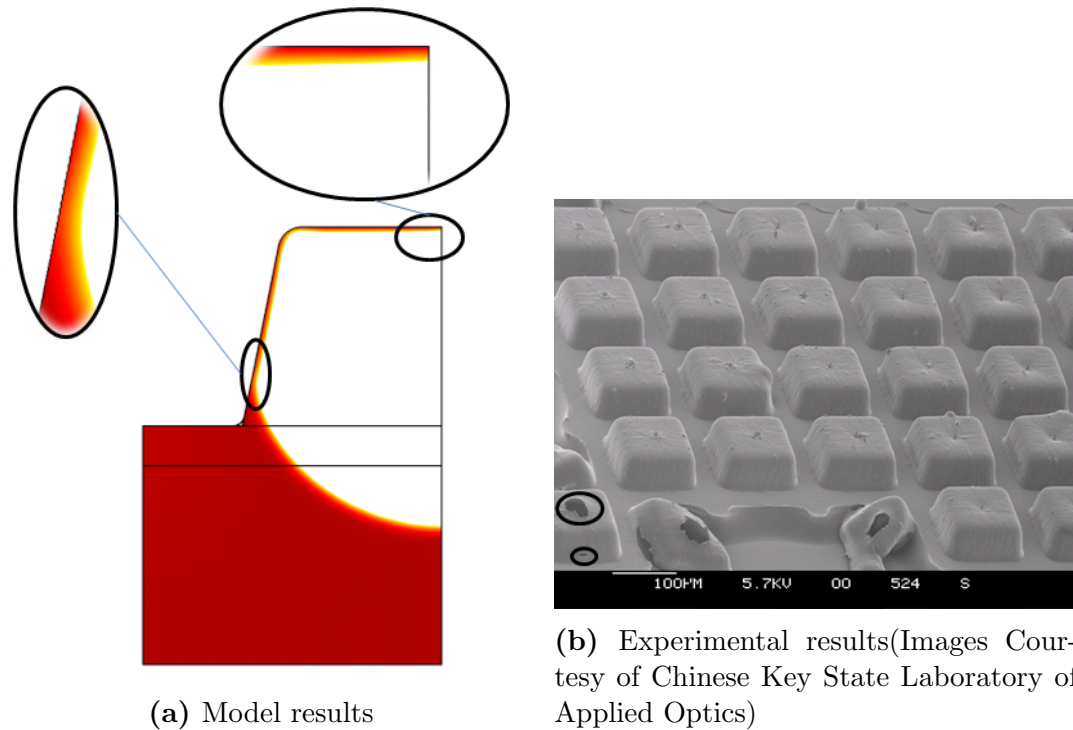 100µM 5.7KV 00 524 S
(a) Model results
(b) Experimental results(Images Cour-
tesy of Chinese Key State Laboratory of
Applied Optics)